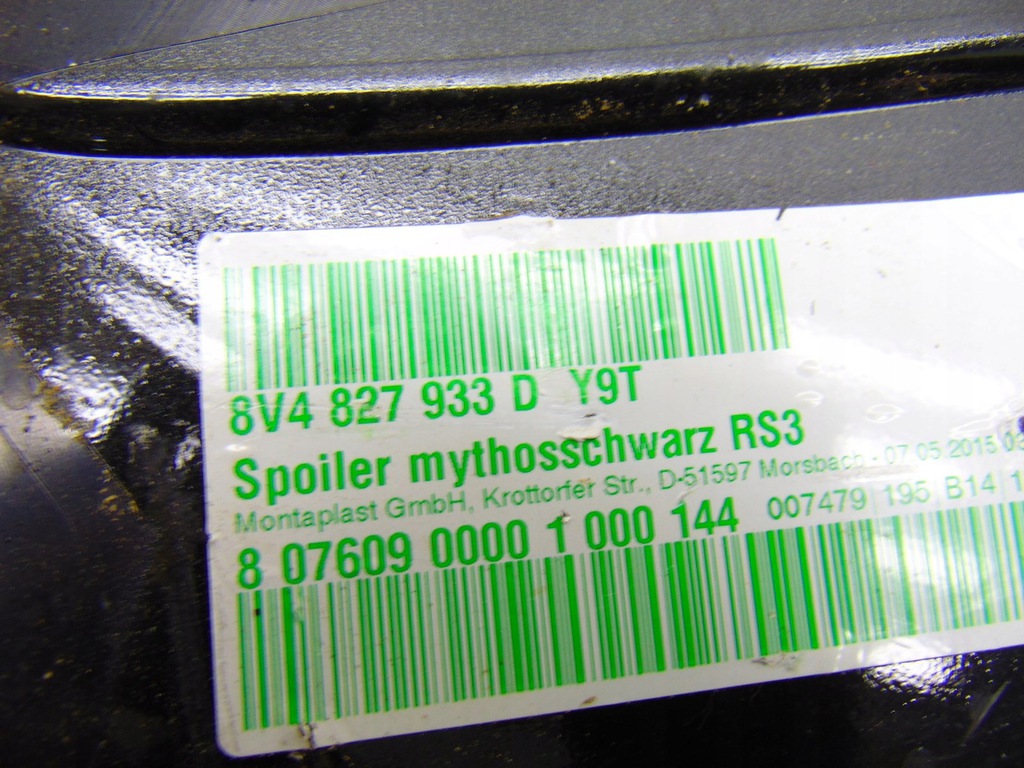 8V4 827 933 D Y9T
Spoiler mythosschwarz RS3
Montaplast GmbH, Krottorfer Str., D-51597 Morsbach - 07.05.2015
8 07609 0000 1 000 144 007479 195 B14